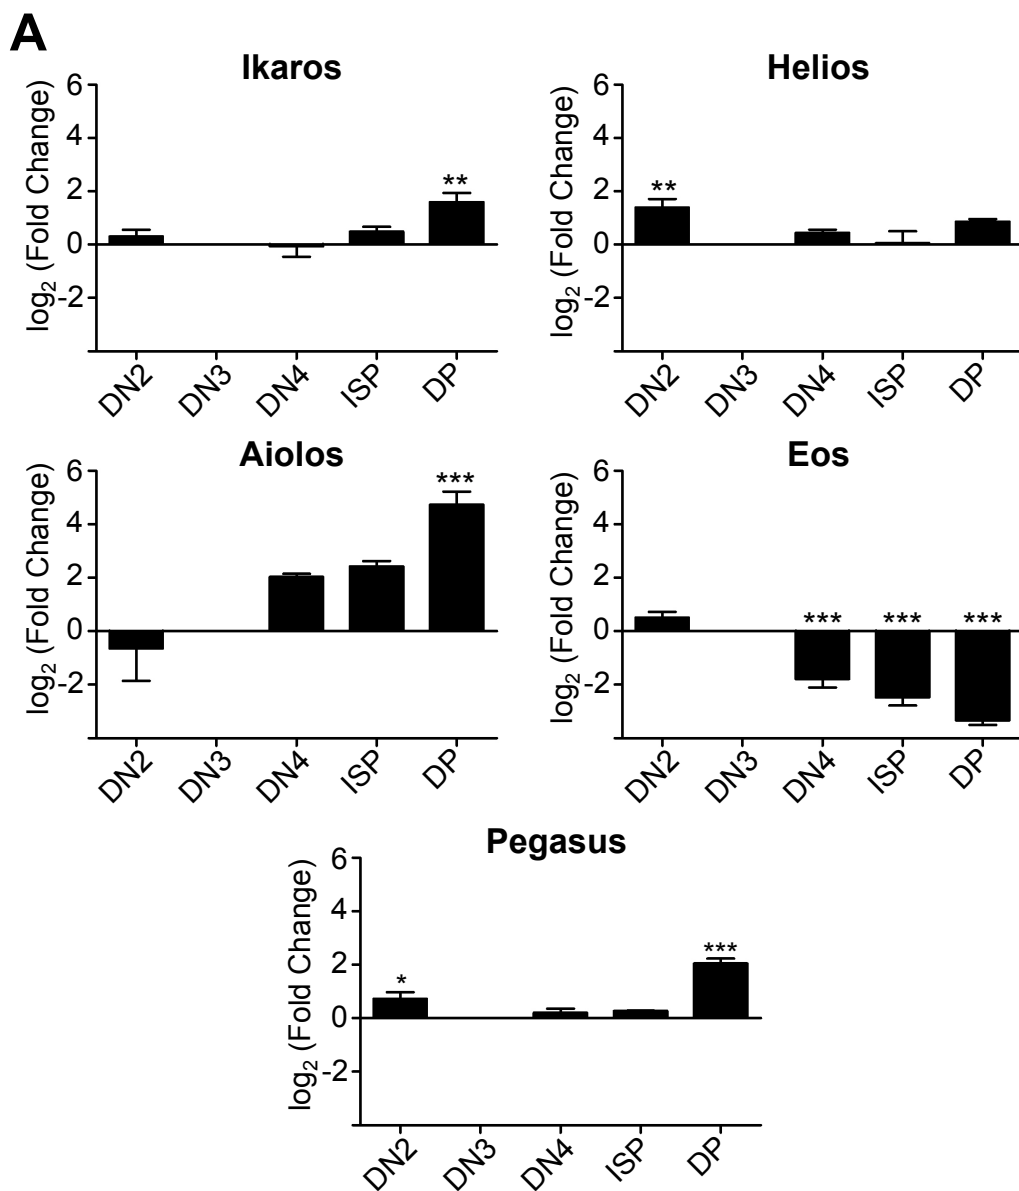 A
Ikaros
log₂ (Fold Change)
6
4
2
0
-2
**
DN2 DN3 DN4 ISP DP
Helios
log₂ (Fold Change)
6
4
2
0
-2
**
DN2 DN3 DN4 ISP DP
Aiolos
log₂ (Fold Change)
6
4
2
0
-2
***
DN2 DN3 DN4 ISP DP
Eos
log₂ (Fold Change)
6
4
2
0
-2
*** *** ***
DN2 DN3 DN4 ISP DP
Pegasus
log₂ (Fold Change)
6
4
2
0
-2
* ***
DN2 DN3 DN4 ISP DP